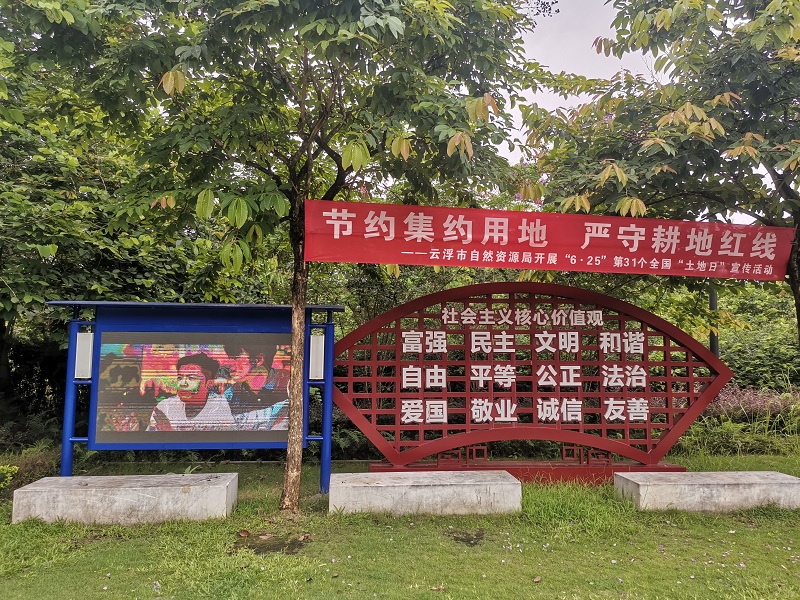 节约集约用地 严守耕地红线
——云浮市自然资源局开展“6·25”第31个全国“土地日”宣传活动
社会主义核心价值观
富强 民主 文明 和谐
自由 平等 公正 法治
爱国 敬业 诚信 友善